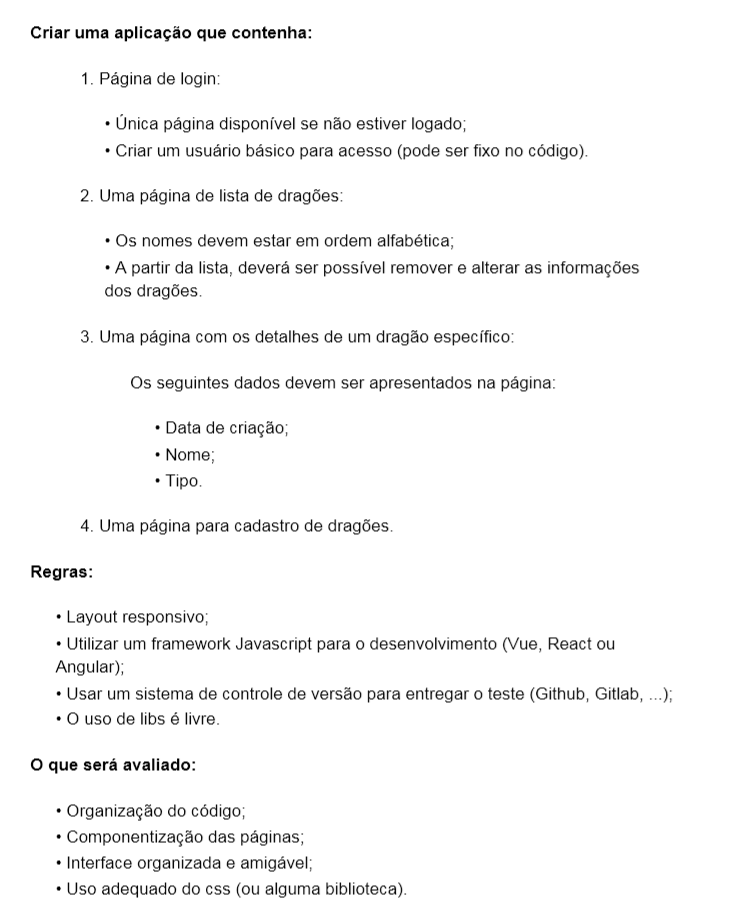 Criar uma aplicação que contenha:
1. Página de login:
• Única página disponível se não estiver logado;
• Criar um usuário básico para acesso (pode ser fixo no código).
2. Uma página de lista de dragões:
• Os nomes devem estar em ordem alfabética;
• A partir da lista, deverá ser possível remover e alterar as informações
dos dragões.
3. Uma página com os detalhes de um dragão específico:
Os seguintes dados devem ser apresentados na página:
• Data de criação;
• Nome;
• Tipo.
4. Uma página para cadastro de dragões.
Regras:
• Layout responsivo;
• Utilizar um framework Javascript para o desenvolvimento (Vue, React ou
Angular);
• Usar um sistema de controle de versão para entregar o teste (Github, Gitlab, ...);
• O uso de libs é livre.
O que será avaliado:
• Organização do código;
• Componentização das páginas;
• Interface organizada e amigável;
• Uso adequado do css (ou alguma biblioteca).